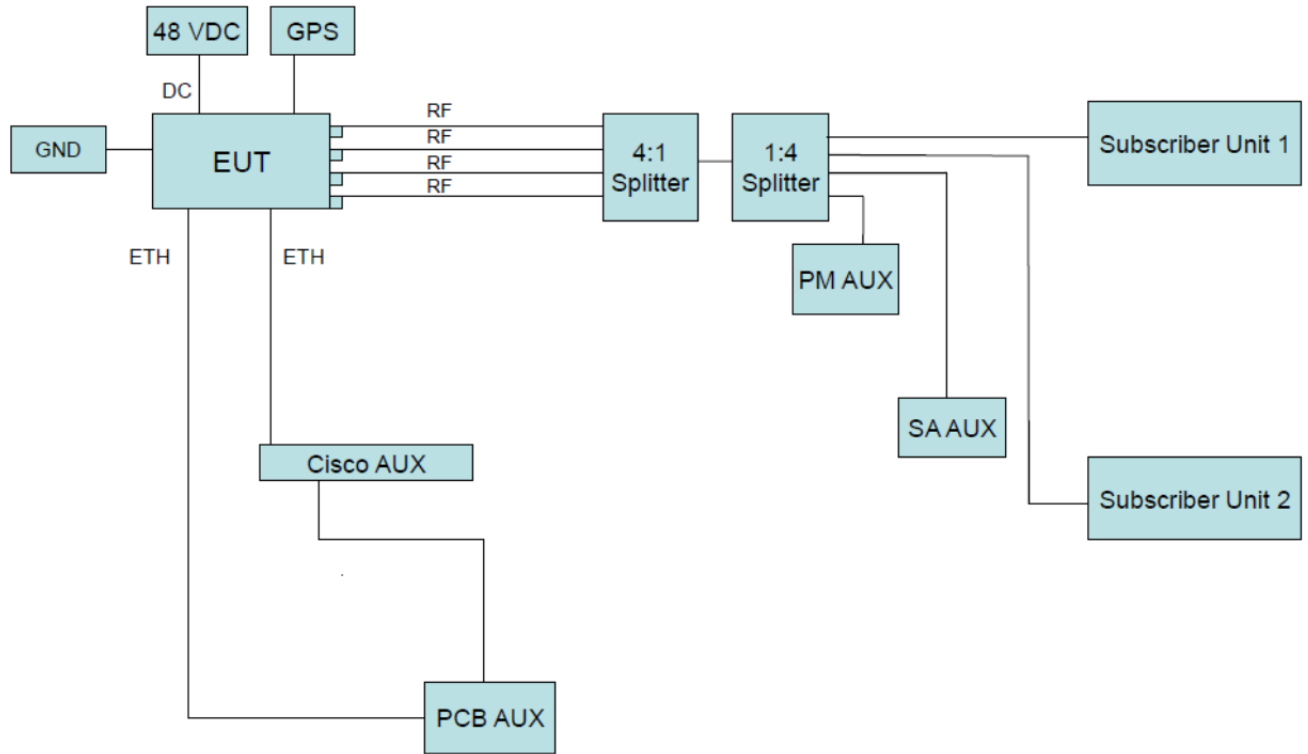 48 VDC
GPS
DC
RF
RF
RF
RF
GND
EUT
4:1
Splitter
1:4
Splitter
Subscriber Unit 1
ETH
ETH
PM AUX
SA AUX
Cisco AUX
Subscriber Unit 2
PCB AUX